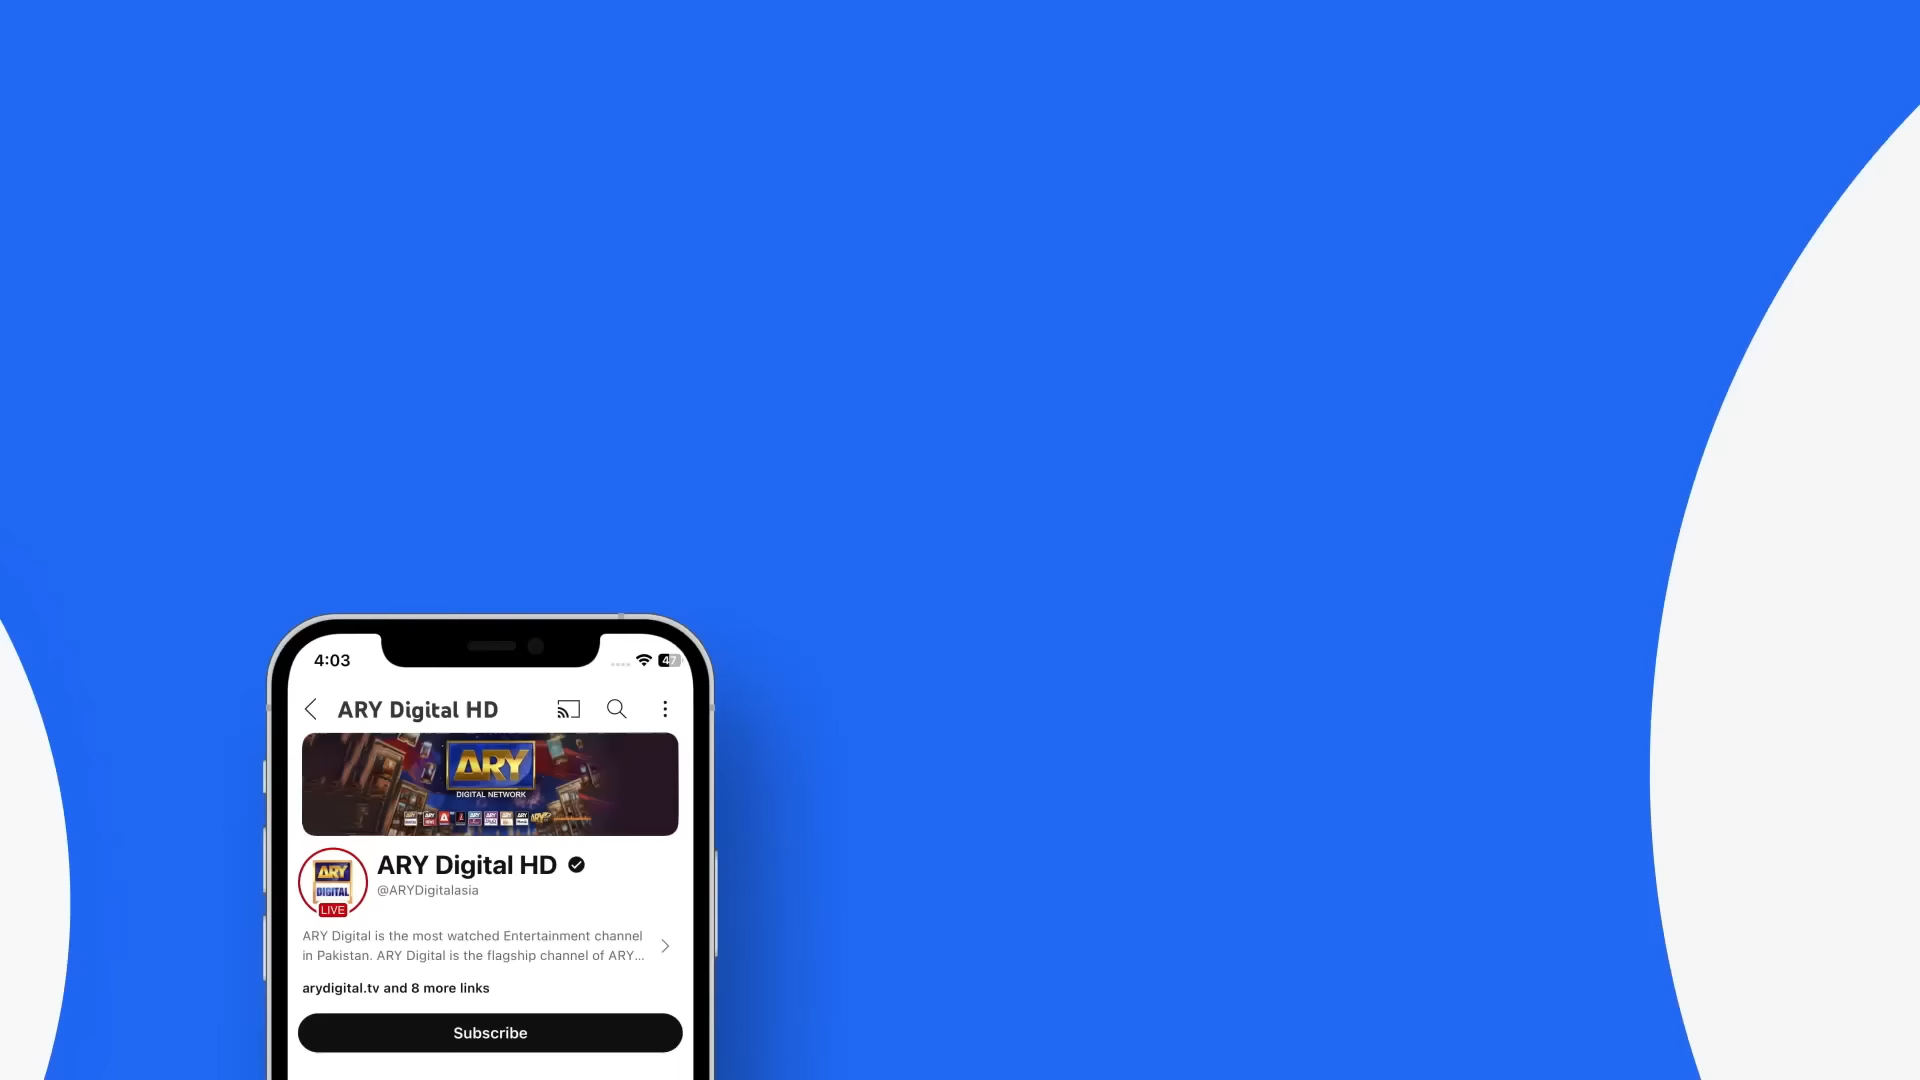 4:03
47
ARY Digital HD
ARY
DIGITAL NETWORK
ARY Digital HD
@ARYDigitalasia
ARY
DIGITAL
LIVE
ARY Digital is the most watched Entertainment channel
in Pakistan. ARY Digital is the flagship channel of ARY...
arydigital.tv and 8 more links
Subscribe